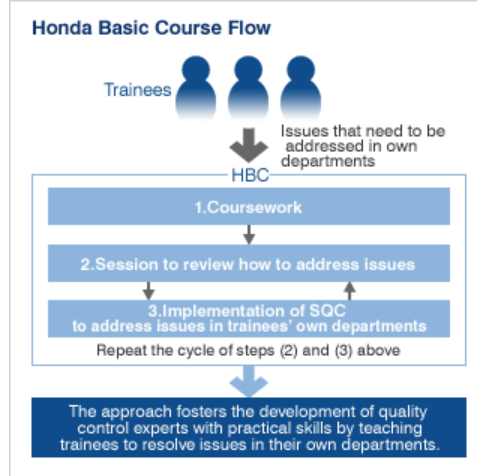 Honda Basic Course Flow
Trainees
Issues that need to be
addressed in own
departments
HBC
1.Coursework
2.Session to review how to address issues
3.Implementation of SQC
to address issues in trainees' own departments
Repeat the cycle of steps (2) and (3) above
The approach fosters the development of quality
control experts with practical skills by teaching
trainees to resolve issues in their own departments.